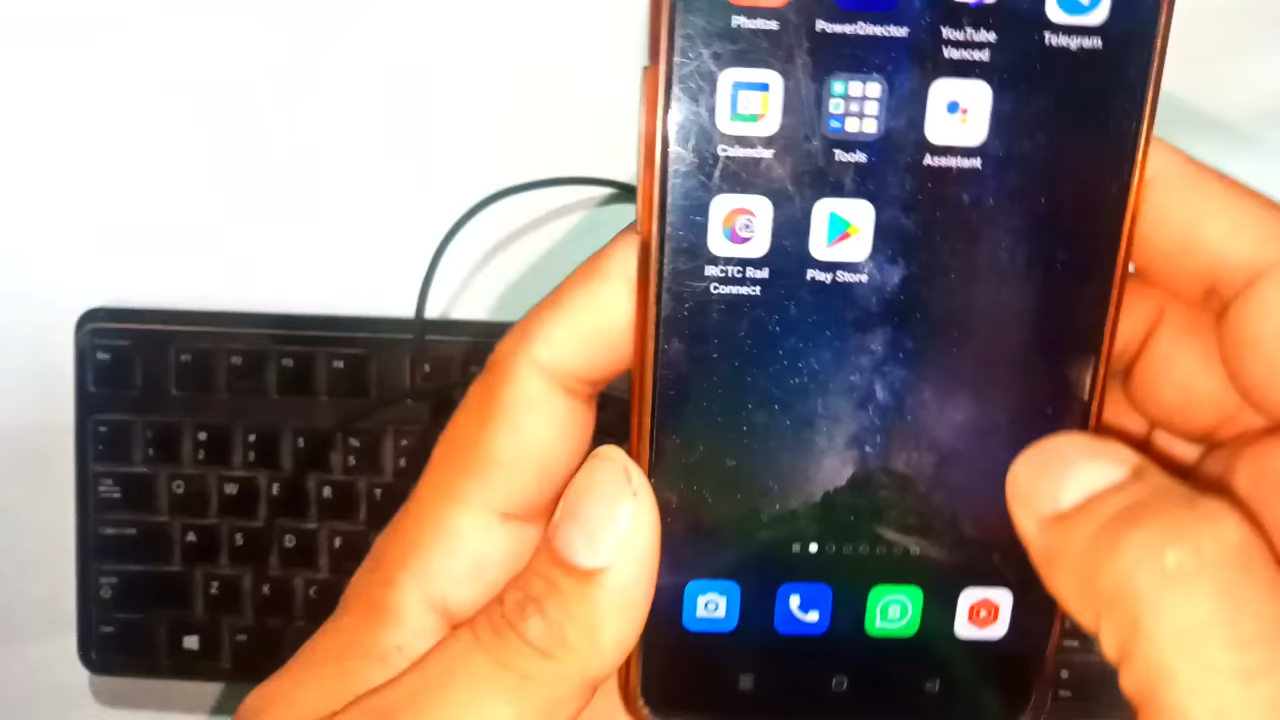 Photos
PowerDirector
YouTube
Vanced
Telegram
Calendar
Tools
Assistant
IRCTC Rail
Connect
Play Store
Q W E R T
A S D F
Z X C